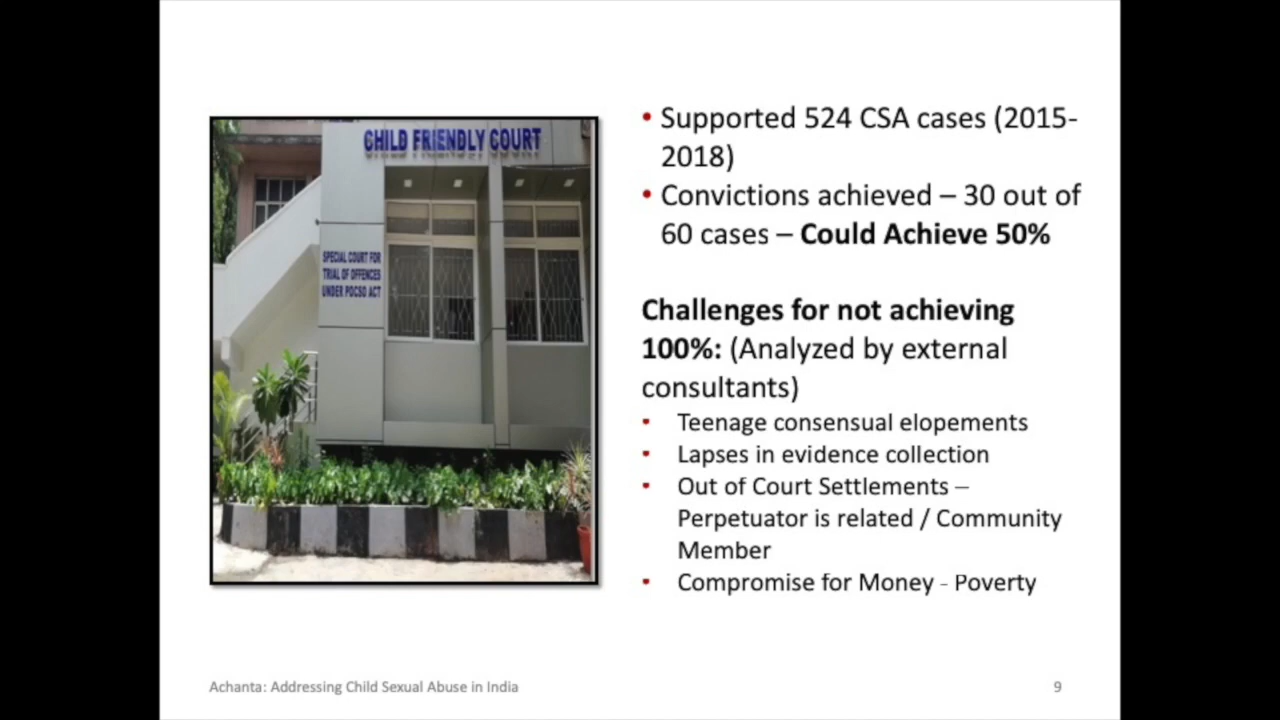 CHILD FRIENDLY COURT
SPECIAL COURT FOR
TRIAL OF OFFENCES
UNDER POCSO ACT
• Supported 524 CSA cases (2015-
2018)
• Convictions achieved – 30 out of
60 cases – Could Achieve 50%
Challenges for not achieving
100%: (Analyzed by external
consultants)
• Teenage consensual elopements
• Lapses in evidence collection
• Out of Court Settlements –
Perpetuator is related / Community
Member
• Compromise for Money - Poverty
Achanta: Addressing Child Sexual Abuse in India
9